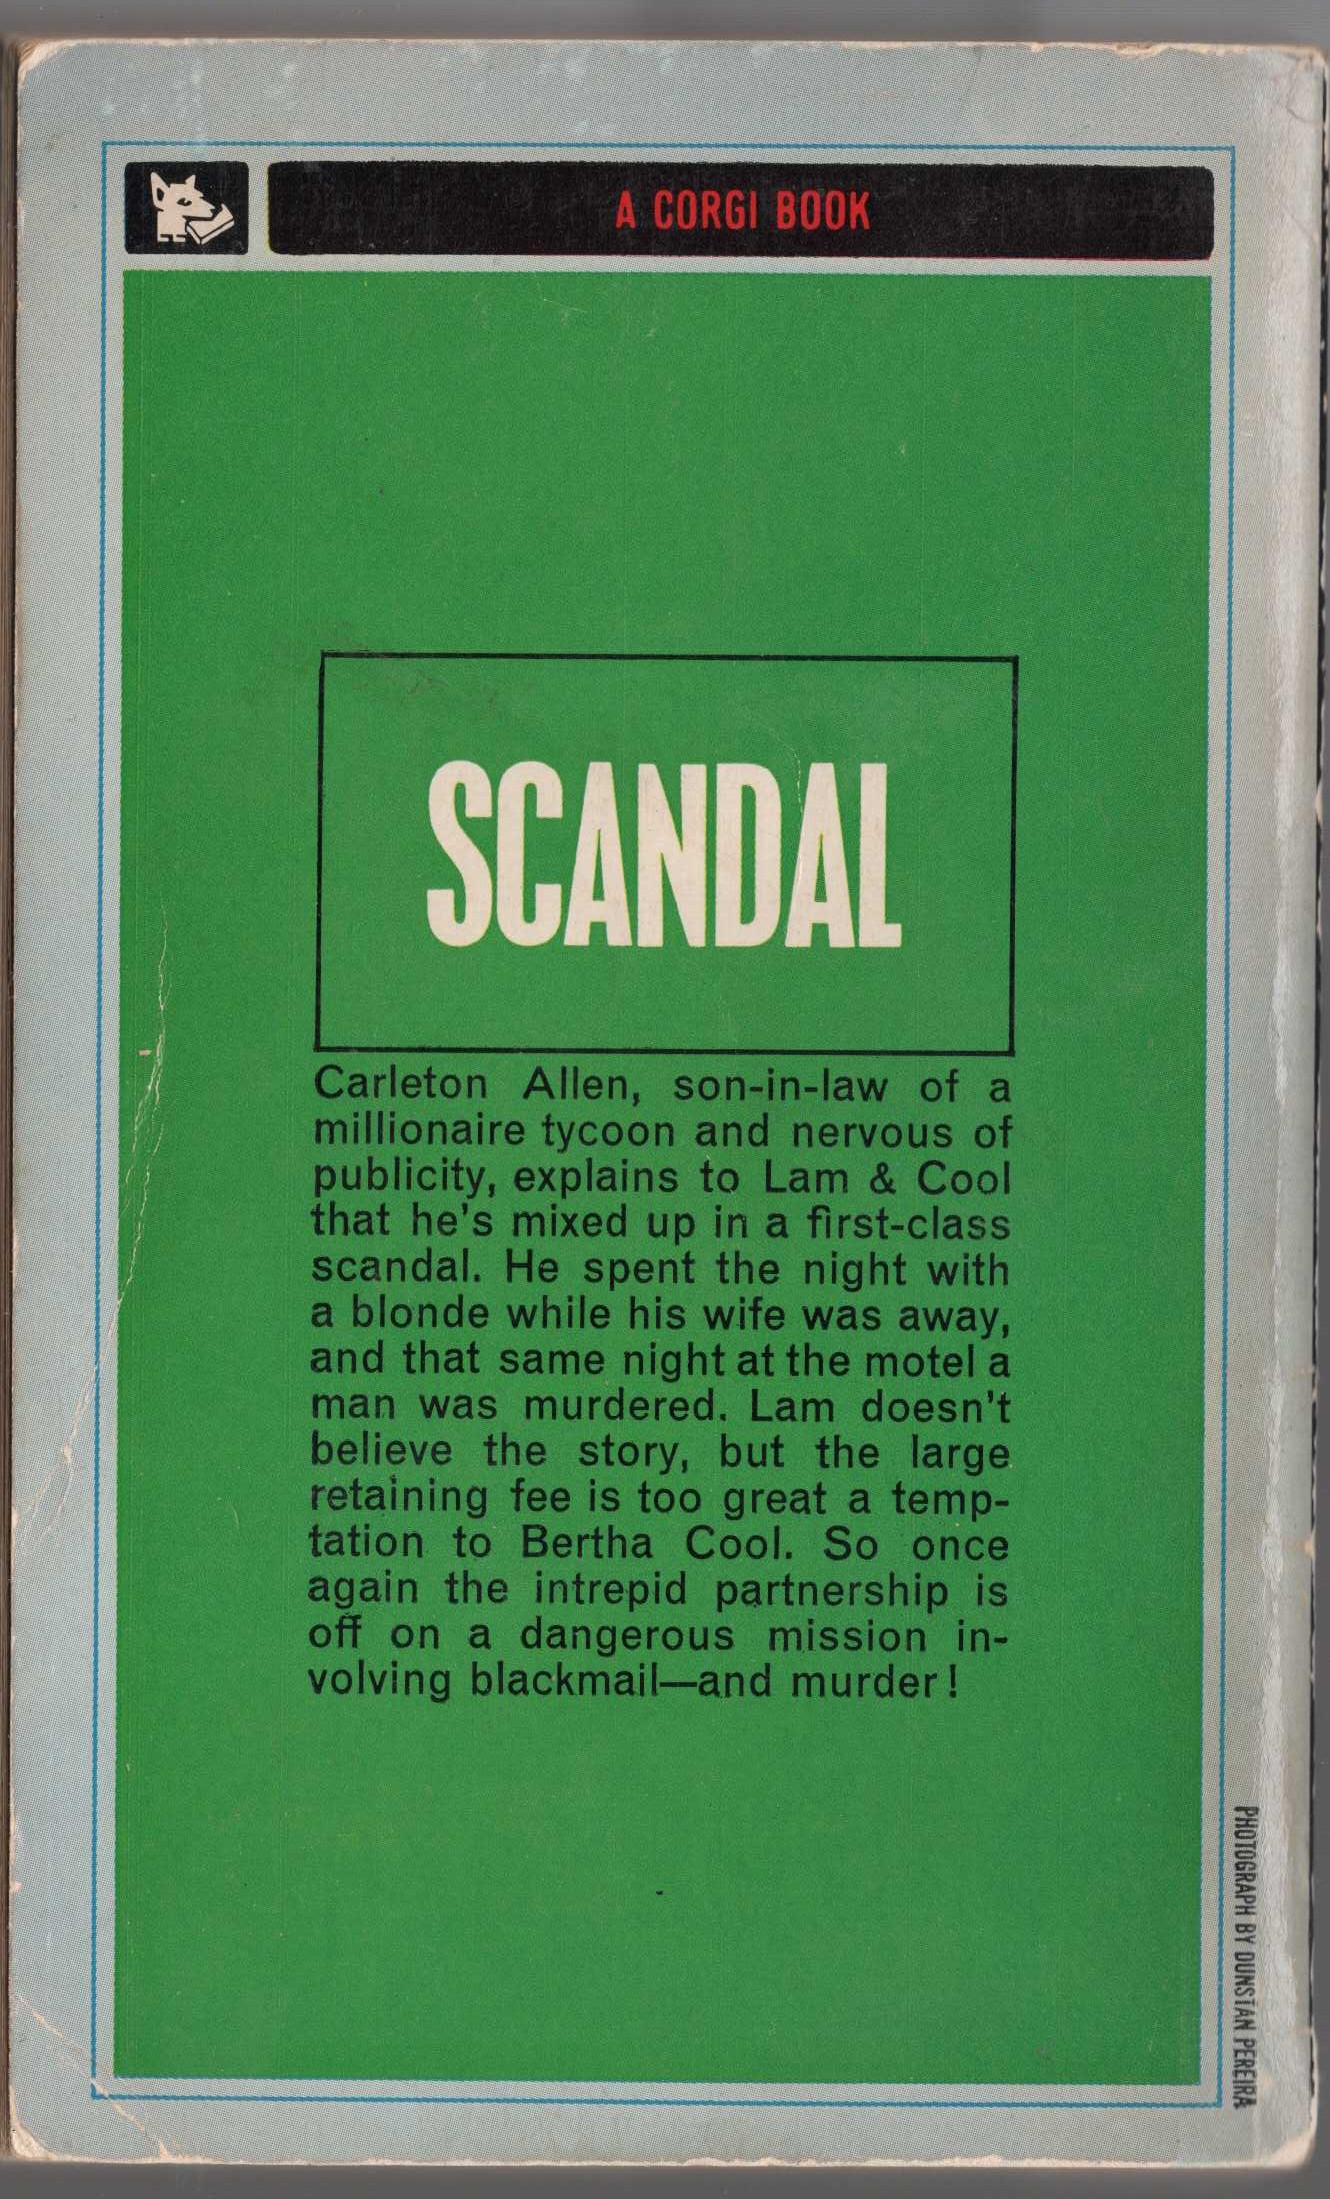 A CORGI BOOK
SCANDAL
Carleton Allen, son-in-law of a
millionaire tycoon and nervous of
publicity, explains to Lam & Cool
that he's mixed up in a first-class
scandal. He spent the night with
a blonde while his wife was away,
and that same night at the motel a
man was murdered. Lam doesn't
believe the story, but the large
retaining fee is too great a temp-
tation to Bertha Cool. So once
again the intrepid partnership is
off on a dangerous mission in-
volving blackmail—and murder!
PHOTOGRAPH BY DUNSTAN PEREIRA